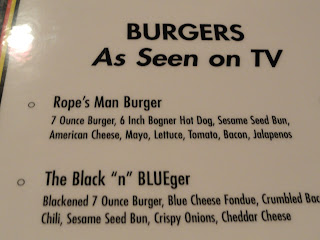 BURGERS
As Seen on TV
Rope's Man Burger
7 Ounce Burger, 6 Inch Bogner Hot Dog, Sesame Seed Bun,
American Cheese, Mayo, Lettuce, Tomato, Bacon, Jalapenos
The Black "n" BLUEger
Blackened 7 Ounce Burger, Blue Cheese Fondue, Crumbled Bac
Chili, Sesame Seed Bun, Crispy Onions, Cheddar Cheese